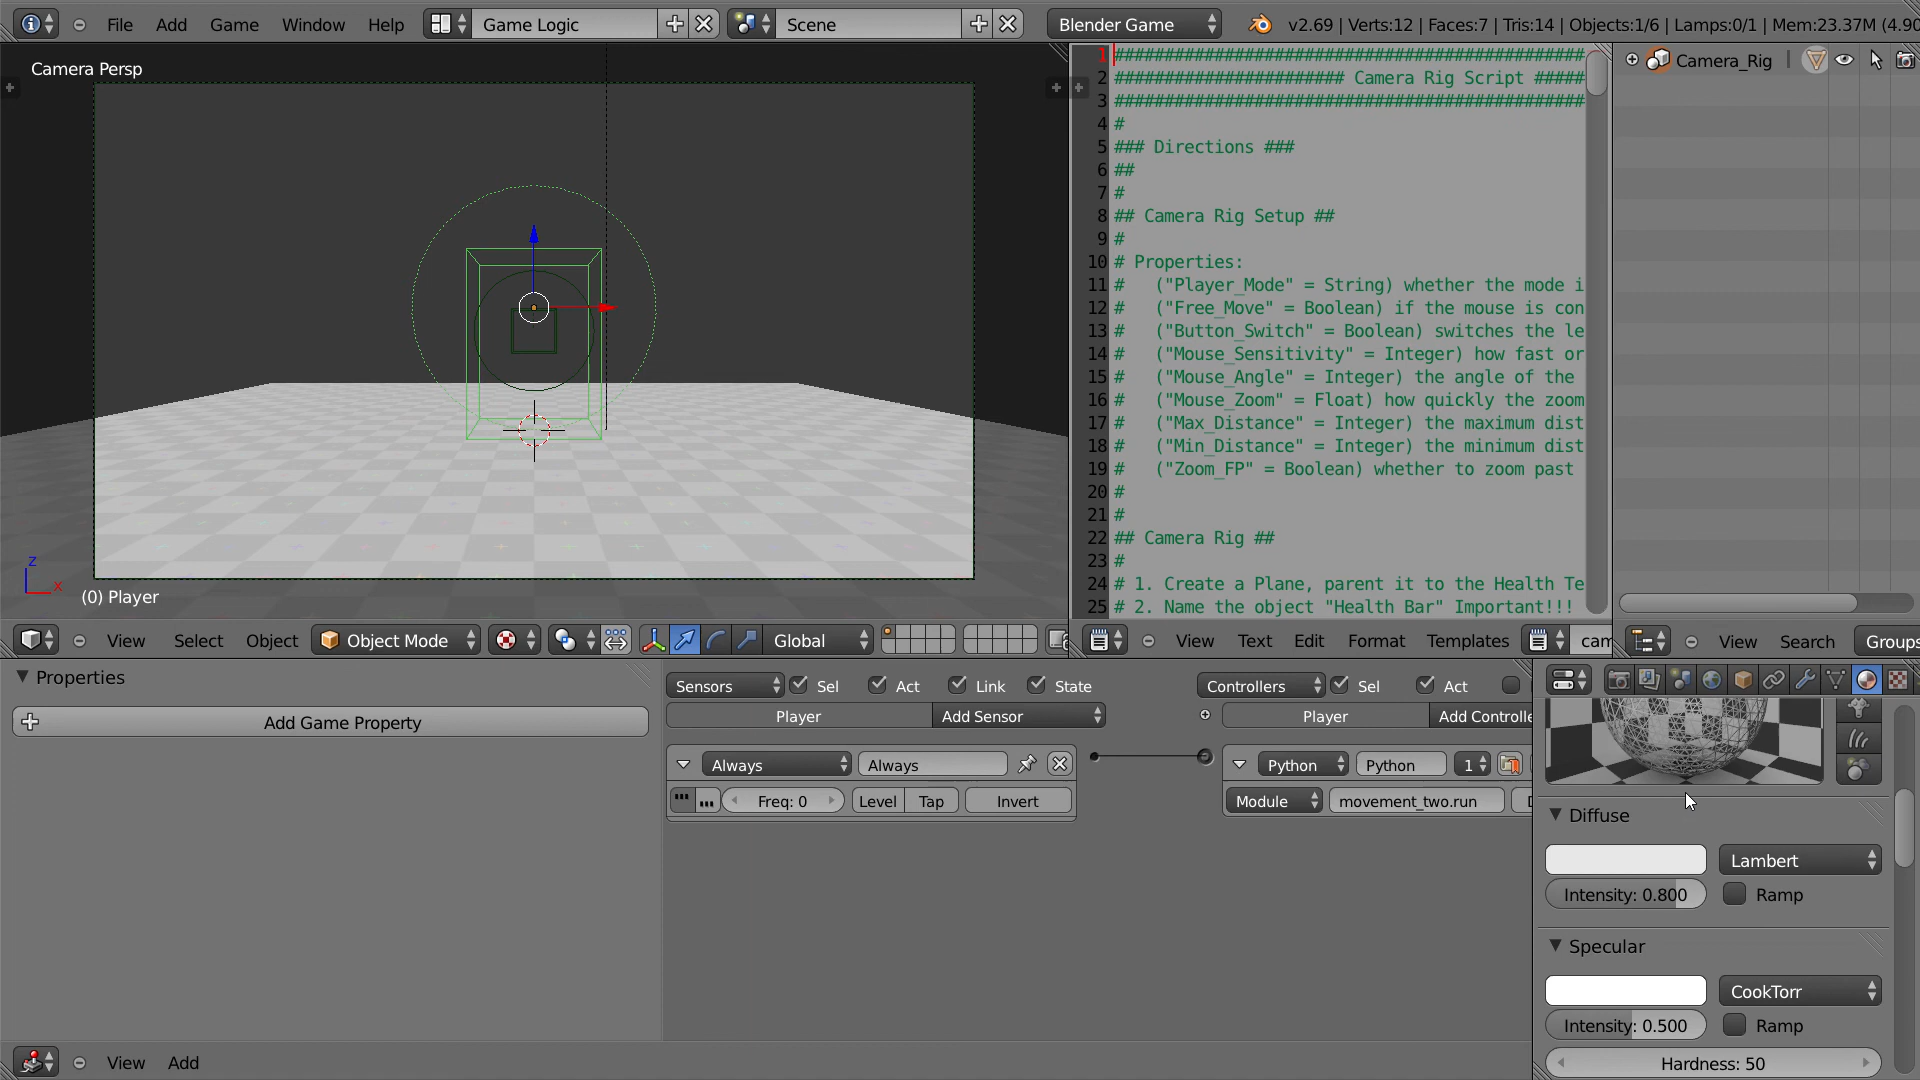 File Add Game Window Help Game Logic Scene Blender Game v2.69 | Verts:12 | Faces:7 | Tris:14 | Objects:1/6 | Lamps:0/1 | Mem:23.37M (4.90
Camera Persp
(0) Player
z
x
View Select Object Object Mode Global
1 ##############################################
2 ####################### Camera Rig Script ######
3 ##############################################
4 #
5 ### Directions ###
6 ##
7 #
8 ## Camera Rig Setup ##
9 #
10 # Properties:
11 # ("Player_Mode" = String) whether the mode i
12 # ("Free_Move" = Boolean) if the mouse is con
13 # ("Button_Switch" = Boolean) switches the le
14 # ("Mouse_Sensitivity" = Integer) how fast or
15 # ("Mouse_Angle" = Integer) the angle of the
16 # ("Mouse_Zoom" = Float) how quickly the zoom
17 # ("Max_Distance" = Integer) the maximum dist
18 # ("Min_Distance" = Integer) the minimum dist
19 # ("Zoom_FP" = Boolean) whether to zoom past
20 #
21 #
22 ## Camera Rig ##
23 #
24 # 1. Create a Plane, parent it to the Health Te
25 # 2. Name the object "Health Bar" Important!!!
View Text Edit Format Templates cam
Camera_Rig |
View Search Groups
Properties
Add Game Property
Sensors Sel Act Link State
Player Add Sensor
Always Always
Freq: 0 Level Tap Invert
Controllers Sel Act
Player Add Controlle
Python Python 1
Module movement_two.run D
View Add
Diffuse
Lambert
Intensity: 0.800 Ramp
Specular
CookTorr
Intensity: 0.500 Ramp
Hardness: 50